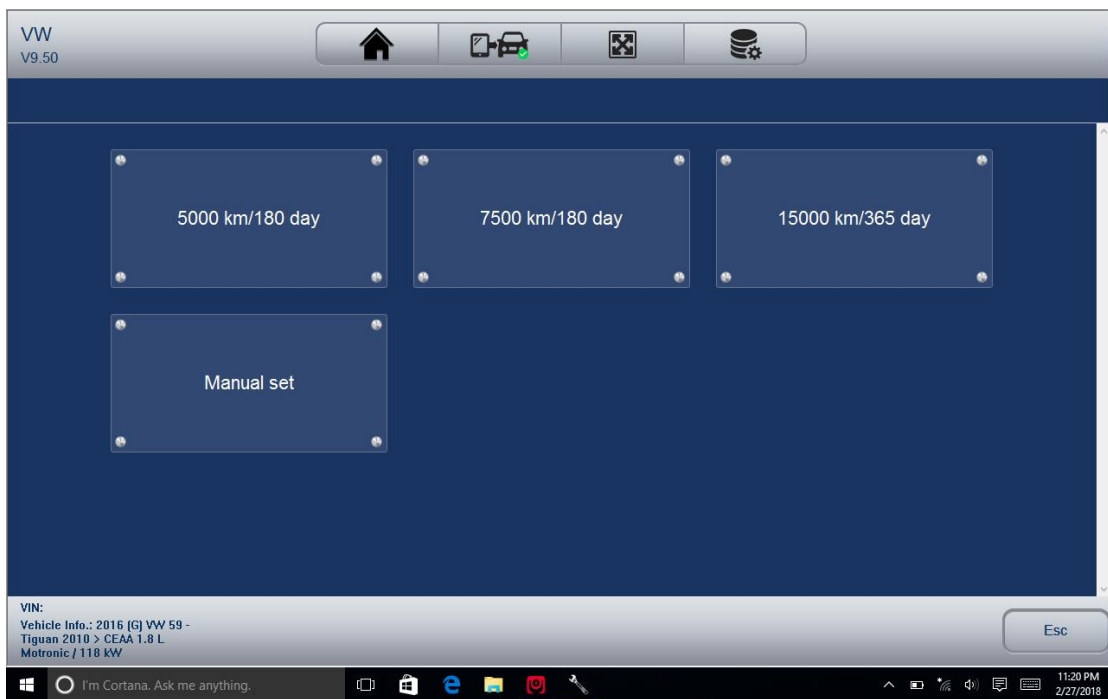 VW
V9.50
5000 km/180 day
7500 km/180 day
15000 km/365 day
Manual set
VIN:
Vehicle Info.: 2016 (G) VW 59 -
Tiguan 2010 > CEAA 1.8 L
Motronic / 118 kW
Esc
I'm Cortana. Ask me anything.
11:20 PM
2/27/2018